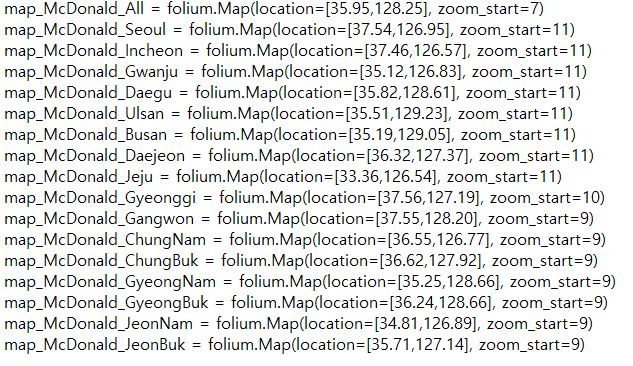 map_McDonald_All = folium.Map(location=[35.95,128.25], zoom_start=7)
map_McDonald_Seoul = folium.Map(location=[37.54,126.95], zoom_start=11)
map_McDonald_Incheon = folium.Map(location=[37.46,126.57], zoom_start=11)
map_McDonald_Gwanju = folium.Map(location=[35.12,126.83], zoom_start=11)
map_McDonald_Daegu = folium.Map(location=[35.82,128.61], zoom_start=11)
map_McDonald_Ulsan = folium.Map(location=[35.51,129.23], zoom_start=11)
map_McDonald_Busan = folium.Map(location=[35.19,129.05], zoom_start=11)
map_McDonald_Daejeon = folium.Map(location=[36.32,127.37], zoom_start=11)
map_McDonald_Jeju = folium.Map(location=[33.36,126.54], zoom_start=11)
map_McDonald_Gyeonggi = folium.Map(location=[37.56,127.19], zoom_start=10)
map_McDonald_Gangwon = folium.Map(location=[37.55,128.20], zoom_start=9)
map_McDonald_ChungNam = folium.Map(location=[36.55,126.77], zoom_start=9)
map_McDonald_ChungBuk = folium.Map(location=[36.62,127.92], zoom_start=9)
map_McDonald_GyeongNam = folium.Map(location=[35.25,128.66], zoom_start=9)
map_McDonald_GyeongBuk = folium.Map(location=[36.24,128.66], zoom_start=9)
map_McDonald_JeonNam = folium.Map(location=[34.81,126.89], zoom_start=9)
map_McDonald_JeonBuk = folium.Map(location=[35.71,127.14], zoom_start=9)